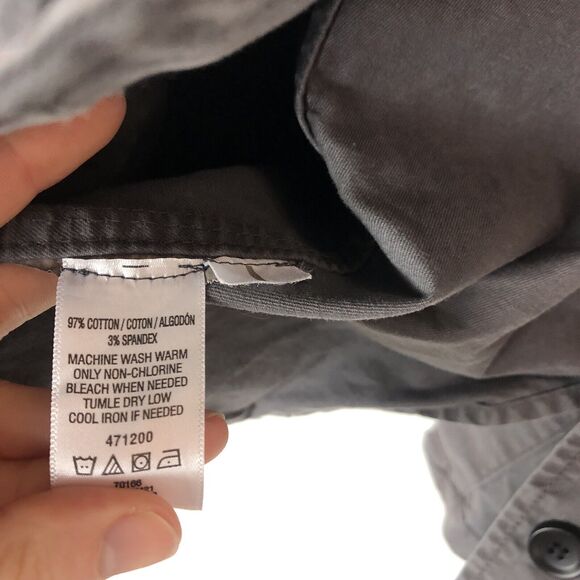 97% COTTON / COTON / ALGODÓN
3% SPANDEX
MACHINE WASH WARM
ONLY NON-CHLORINE
BLEACH WHEN NEEDED
TUMLE DRY LOW
COOL IRON IF NEEDED
471200
70166